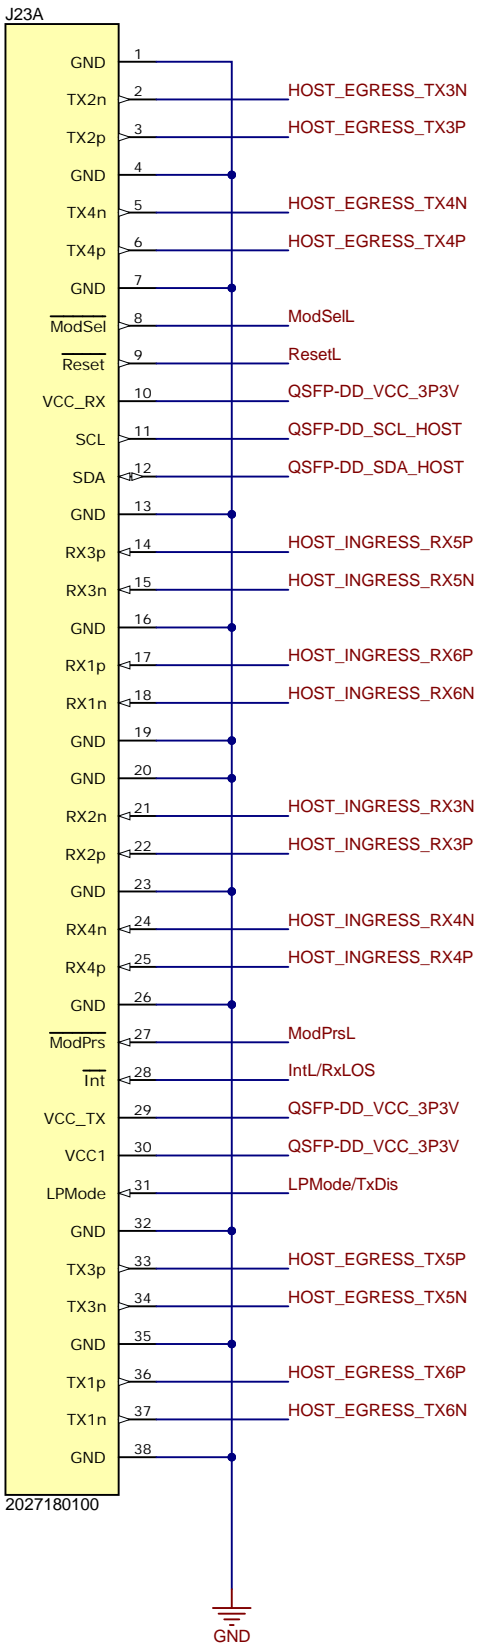 J23A
GND 1
TX2n 2 HOST_EGRESS_TX3N
TX2p 3 HOST_EGRESS_TX3P
GND 4
TX4n 5 HOST_EGRESS_TX4N
TX4p 6 HOST_EGRESS_TX4P
GND 7
ModSel 8 ModSelL
Reset 9 ResetL
VCC_RX 10 QSFP-DD_VCC_3P3V
SCL 11 QSFP-DD_SCL_HOST
SDA 12 QSFP-DD_SDA_HOST
GND 13
RX3p 14 HOST_INGRESS_RX5P
RX3n 15 HOST_INGRESS_RX5N
GND 16
RX1p 17 HOST_INGRESS_RX6P
RX1n 18 HOST_INGRESS_RX6N
GND 19
GND 20
RX2n 21 HOST_INGRESS_RX3N
RX2p 22 HOST_INGRESS_RX3P
GND 23
RX4n 24 HOST_INGRESS_RX4N
RX4p 25 HOST_INGRESS_RX4P
GND 26
ModPrs 27 ModPrsL
Int 28 IntL/RxLOS
VCC_TX 29 QSFP-DD_VCC_3P3V
VCC1 30 QSFP-DD_VCC_3P3V
LPMode 31 LPMode/TxDis
GND 32
TX3p 33 HOST_EGRESS_TX5P
TX3n 34 HOST_EGRESS_TX5N
GND 35
TX1p 36 HOST_EGRESS_TX6P
TX1n 37 HOST_EGRESS_TX6N
GND 38
2027180100
GND